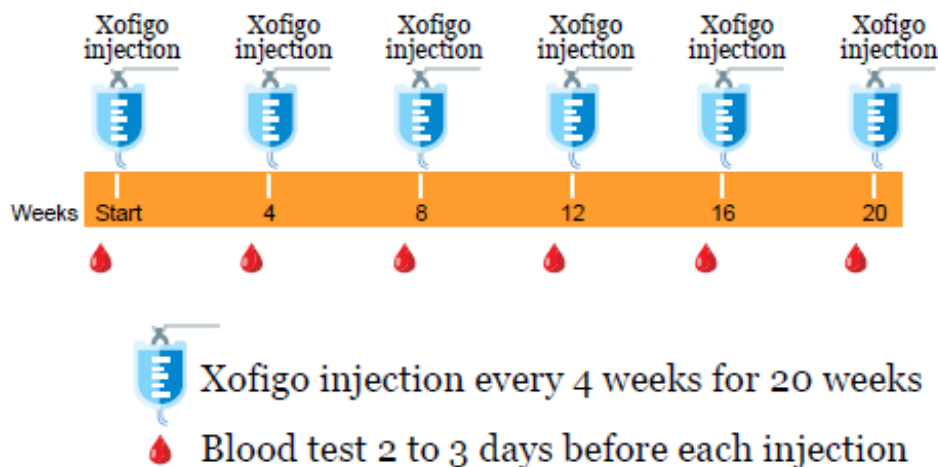 Xofigo injection
Xofigo injection
Xofigo injection
Xofigo injection
Xofigo injection
Xofigo injection
Weeks Start 4 8 12 16 20
Xofigo injection every 4 weeks for 20 weeks
Blood test 2 to 3 days before each injection